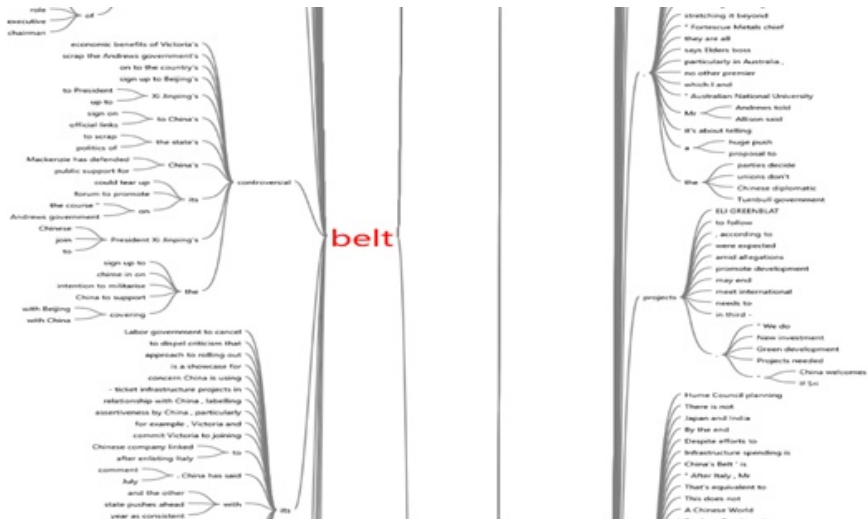 role
executive
chairman
of
economic benefits of Victoria's
scrap the Andrews government's
on to the country's
sign up to Beijing's
to President
up to
Xi Jinping's
sign on
official links
to China's
to scrap
politics of
the state's
Mackenzie has defended
public support for
China's
could tear up
forum to promote
the course "
Andrews government
on
its
Chinese
join
to
President Xi Jinping's
sign up to
chime in on
intention to militarise
China to support
with Beijing
with China
covering
the
controversial
Labor government to cancel
to dispel criticism that
approach to rolling out
is a showcase for
concern China is using
- ticket infrastructure projects in
relationship with China , labelling
assertiveness by China , particularly
for example , Victoria and
commit Victoria to joining
Chinese company linked
after enlisting Italy
to
comment
July
. China has said
and the other
state pushes ahead
year as consistent
with
its
belt
stretching it beyond
" Fortescue Metals chief
they are all
says Elders boss
particularly in Australia ,
no other premier
which I and
" Australian National University
Mr
Andrews told
Allison said
it's about telling
a
huge push
proposal to
the
parties decide
unions don't
Chinese diplomatic
Turnbull government
projects
ELI GREENBLAT
to follow
, according to
were expected
amid allegations
promote development
may end
meet international
needs to
in third -
" We do
New investment
Green development
Projects needed
China welcomes
If Sri
Hume Council planning
There is not
Japan and India
By the end
Despite efforts to
Infrastructure spending is
China's Belt ' is
" After Italy , Mr
That's equivalent to
This does not
A Chinese World